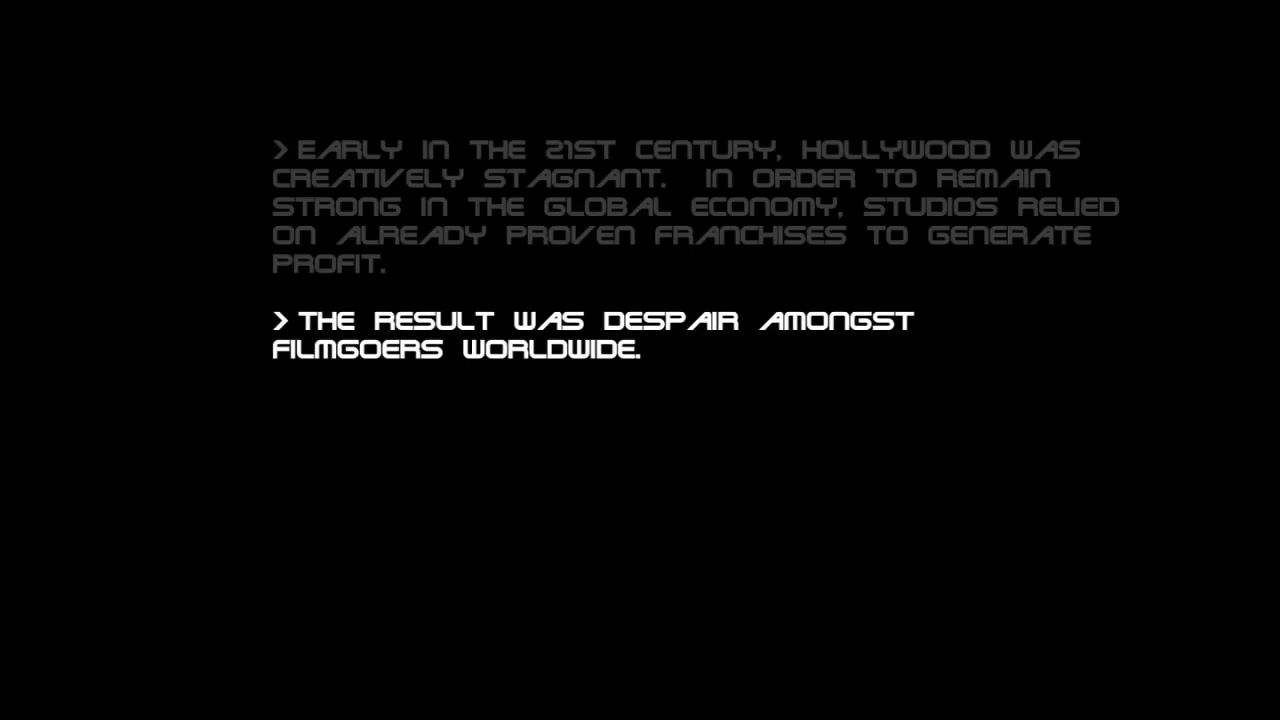 > EARLY IN THE 21ST CENTURY, HOLLYWOOD WAS
CREATIVELY STAGNANT. IN ORDER TO REMAIN
STRONG IN THE GLOBAL ECONOMY, STUDIOS RELIED
ON ALREADY PROVEN FRANCHISES TO GENERATE
PROFIT.
> THE RESULT WAS DESPAIR AMONGST
FILMGOERS WORLDWIDE.